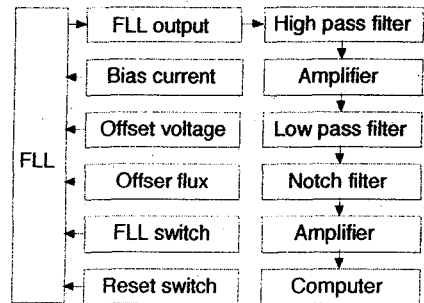 FLL output
High pass filter
Bias current
Amplifier
Offset voltage
Low pass filter
FLL
Offser flux
Notch filter
FLL switch
Amplifier
Reset switch
Computer